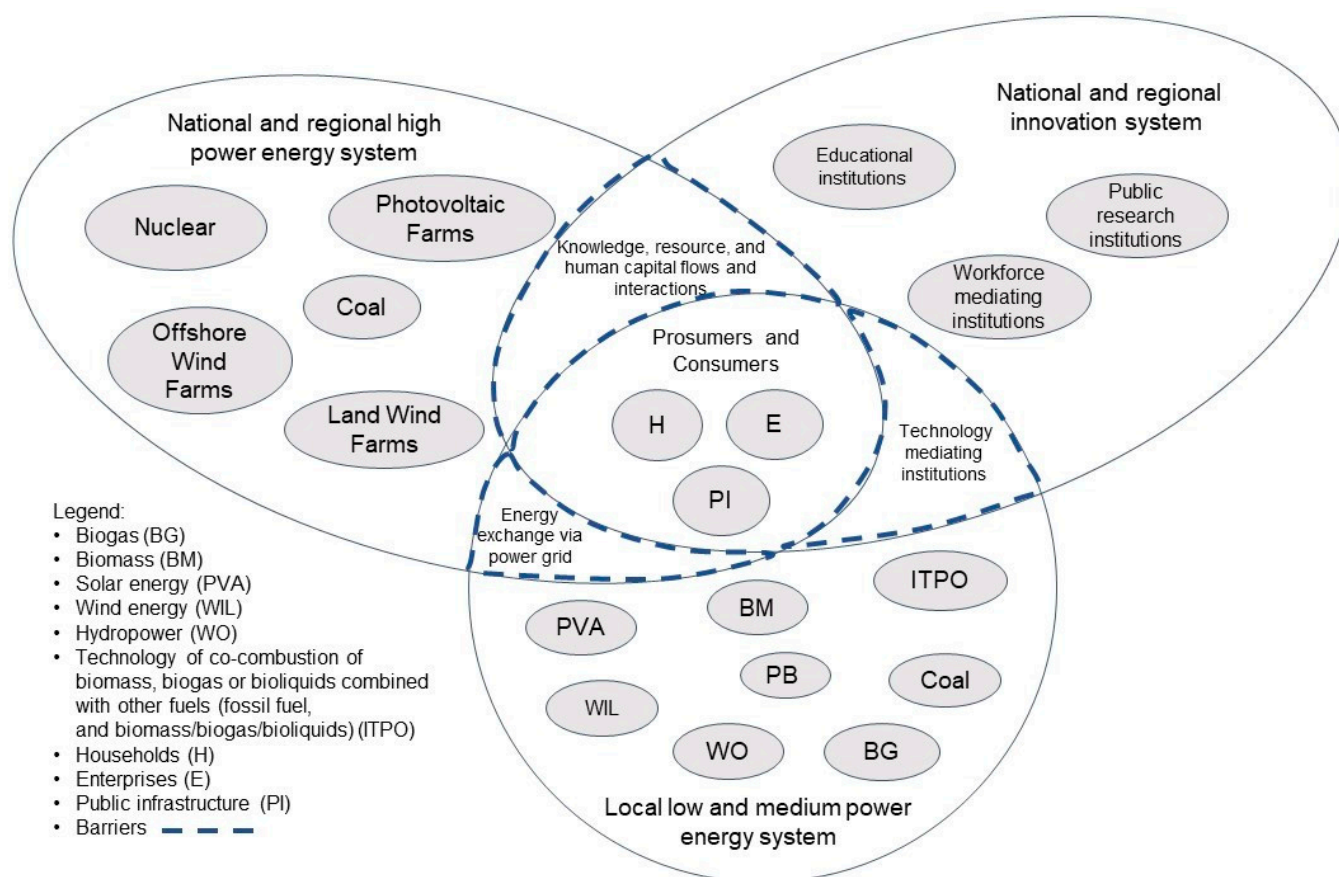 National and regional high
power energy system
Nuclear
Photovoltaic
Farms
Coal
Offshore
Wind
Farms
Land Wind
Farms
National and regional
innovation system
Educational
institutions
Public
research
institutions
Workforce
mediating
institutions
Knowledge, resource, and
human capital flows and
interactions
Prosumers and
Consumers
H
E
PI
Technology
mediating
institutions
Energy
exchange via
power grid
Legend:
• Biogas (BG)
• Biomass (BM)
• Solar energy (PVA)
• Wind energy (WIL)
• Hydropower (WO)
• Technology of co-combustion of
biomass, biogas or bioliquids combined
with other fuels (fossil fuel,
and biomass/biogas/bioliquids) (ITPO)
• Households (H)
• Enterprises (E)
• Public infrastructure (PI)
• Barriers
PVA
BM
ITPO
PB
Coal
WIL
WO
BG
Local low and medium power
energy system